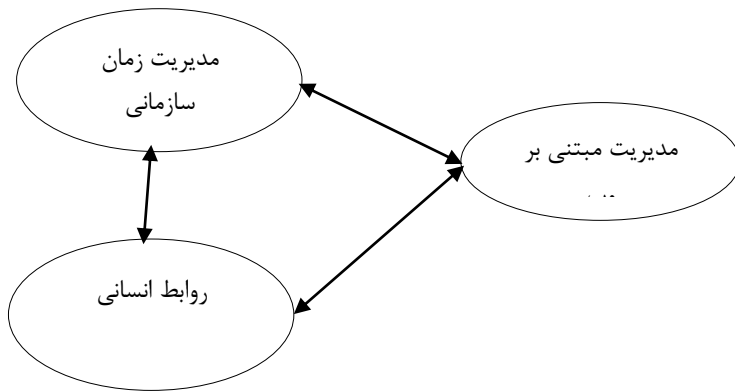 مدیریت زمان
سازمانی
مدیریت مبتنی بر
روابط انسانی